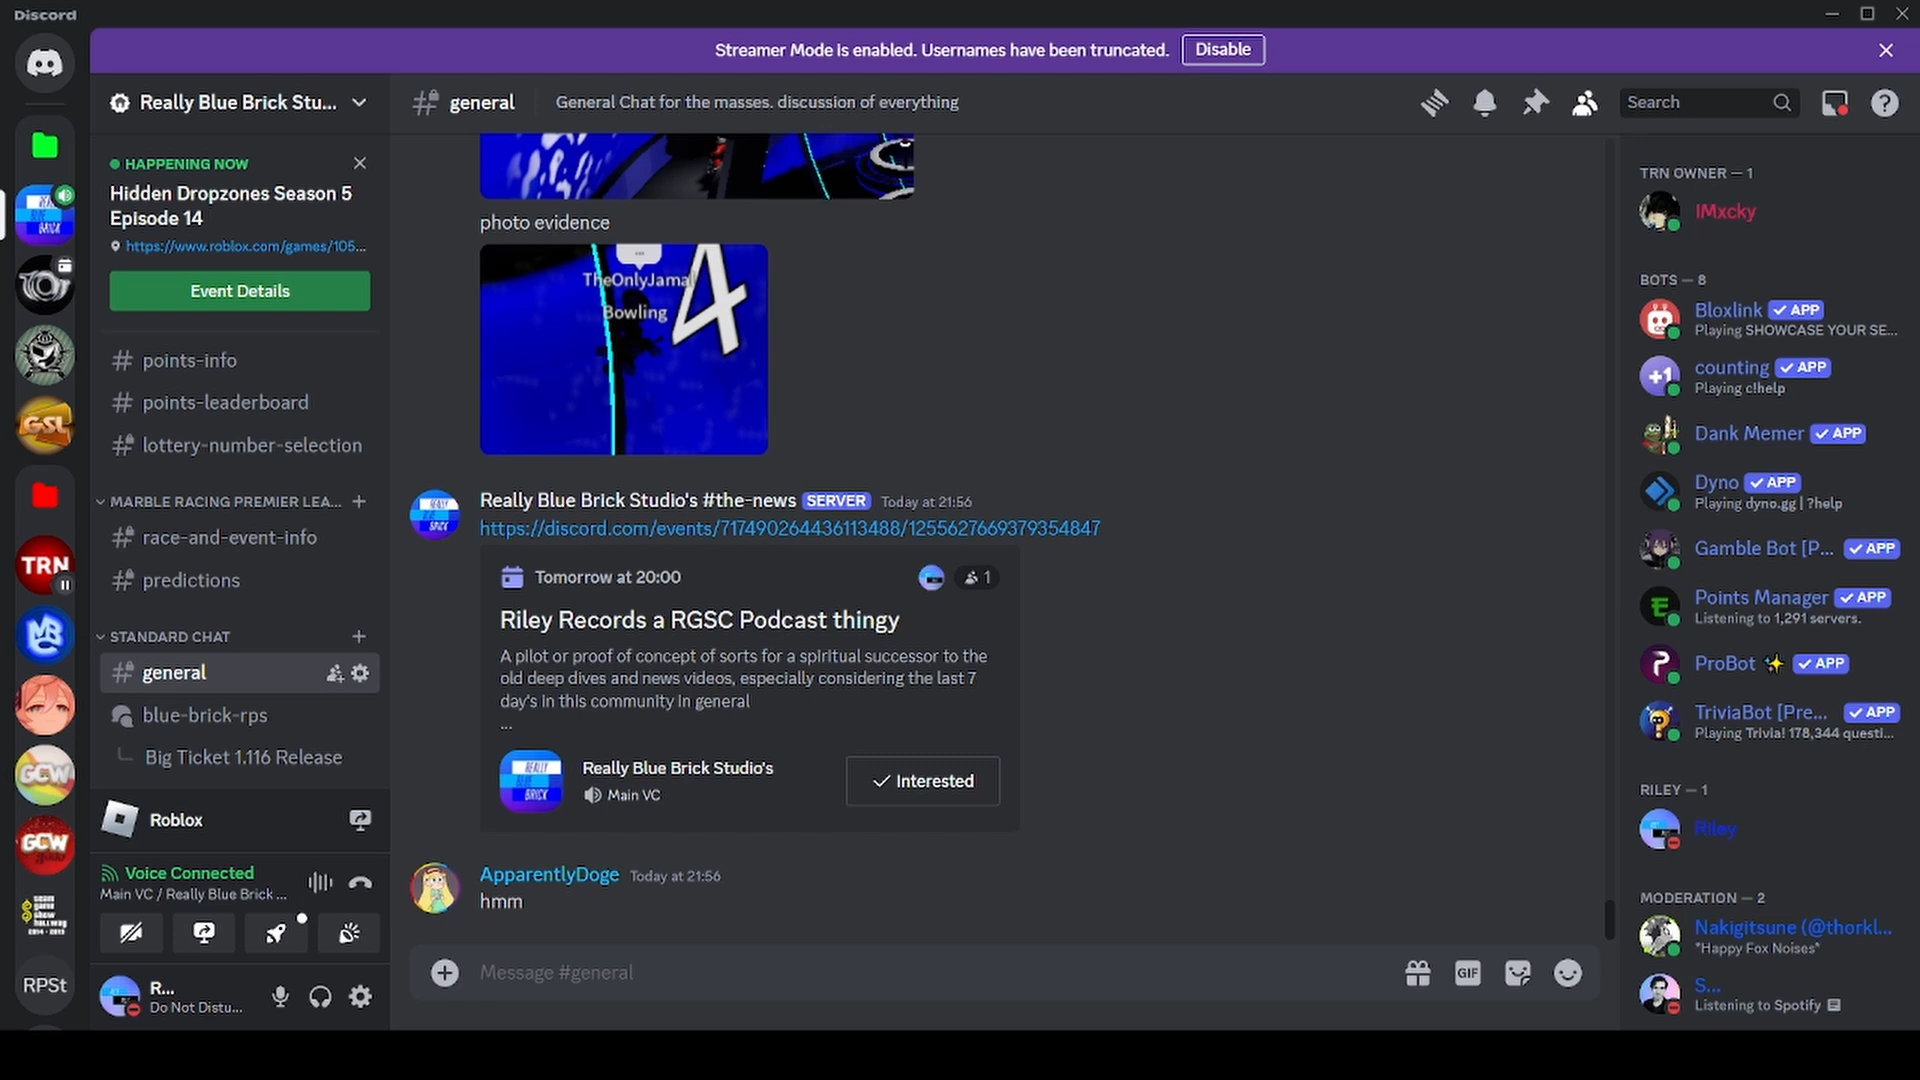 Discord
Streamer Mode is enabled. Usernames have been truncated.
Disable
Really Blue Brick Stu...
general
General Chat for the masses. discussion of everything
Search
HAPPENING NOW
Hidden Dropzones Season 5
Episode 14
https://www.roblox.com/games/105...
Event Details
points-info
points-leaderboard
lottery-number-selection
MARBLE RACING PREMIER LEA...
race-and-event-info
predictions
STANDARD CHAT
general
blue-brick-rps
Big Ticket 1.116 Release
Roblox
Voice Connected
Main VC / Really Blue Brick ...
R...
Do Not Distu...
REALLY
BLUE
BRICK
GSL
TRN
MB
GCW
GCW
RPSt
photo evidence
TheOnlyJamal
Bowling
4
Really Blue Brick Studio's #the-news SERVER Today at 21:56
https://discord.com/events/717490264436113488/1255627669379354847
Tomorrow at 20:00
1
Riley Records a RGSC Podcast thingy
A pilot or proof of concept of sorts for a spiritual successor to the
old deep dives and news videos, especially considering the last 7
day's in this community in general
...
REALLY
BLUE
BRICK
Really Blue Brick Studio's
Main VC
Interested
ApparentlyDoge Today at 21:56
hmm
Message #general
GIF
TRN OWNER — 1
IMxcky
BOTS — 8
Bloxlink APP
Playing SHOWCASE YOUR SE...
counting APP
Playing c!help
Dank Memer APP
Dyno APP
Playing dyno.gg | ?help
Gamble Bot [P... APP
Points Manager APP
Listening to 1,291 servers.
ProBot ✨ APP
TriviaBot [Pre... APP
Playing Trivia! 178,344 questi...
RILEY — 1
Riley
MODERATION — 2
Nakigitsune (@thorkl...
*Happy Fox Noises*
S...
Listening to Spotify